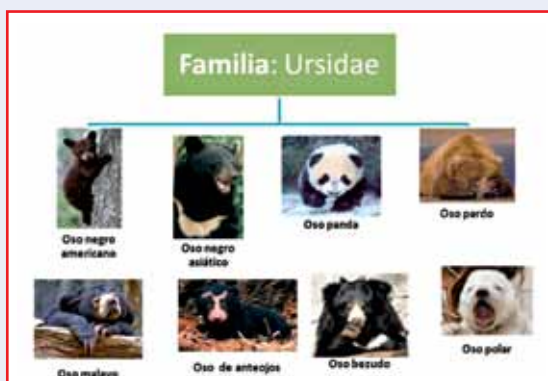 Familia: Ursidae
Oso negro
americano
Oso negro
asiático
Oso panda
Oso pardo
Oso malayo
Oso de anteojos
Oso bezudo
Oso polar